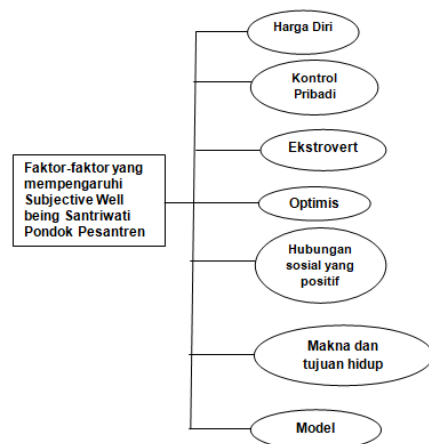 Harga Diri
Kontrol
Pribadi
Ekstrovert
Faktor-faktor yang
mempengaruhi
Subjective Well
being Santriwati
Pondok Pesantren
Optimis
Hubungan
sosial yang
positif
Makna dan
tujuan hidup
Model